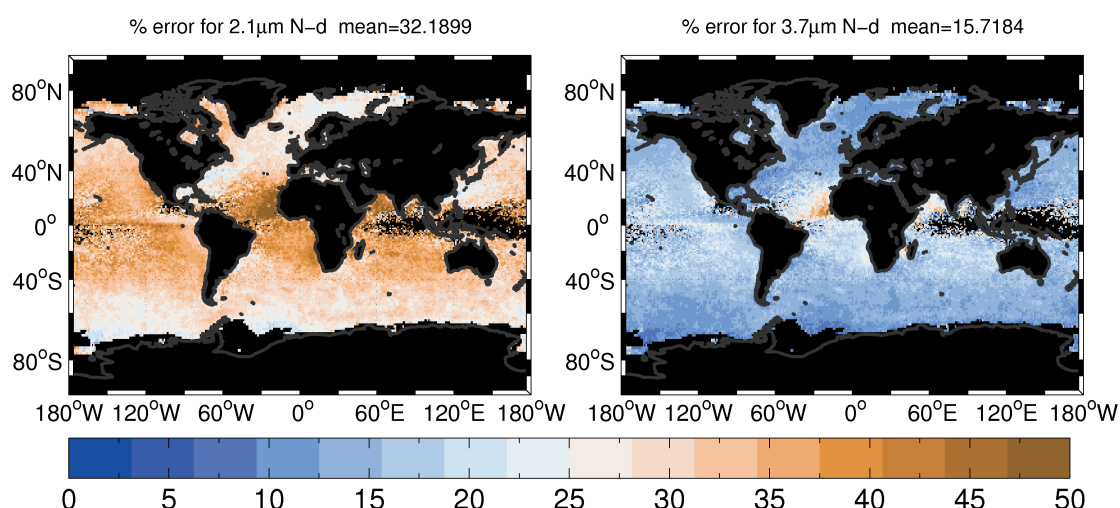 % error for 2.1μm N−d mean=32.1899
% error for 3.7μm N−d mean=15.7184
80°N
40°N
0°
40°S
80°S
80°N
40°N
0°
40°S
80°S
180°W 120°W 60°W 0° 60°E 120°E 180°W
180°W 120°W 60°W 0° 60°E 120°E 180°W
0 5 10 15 20 25 30 35 40 45 50